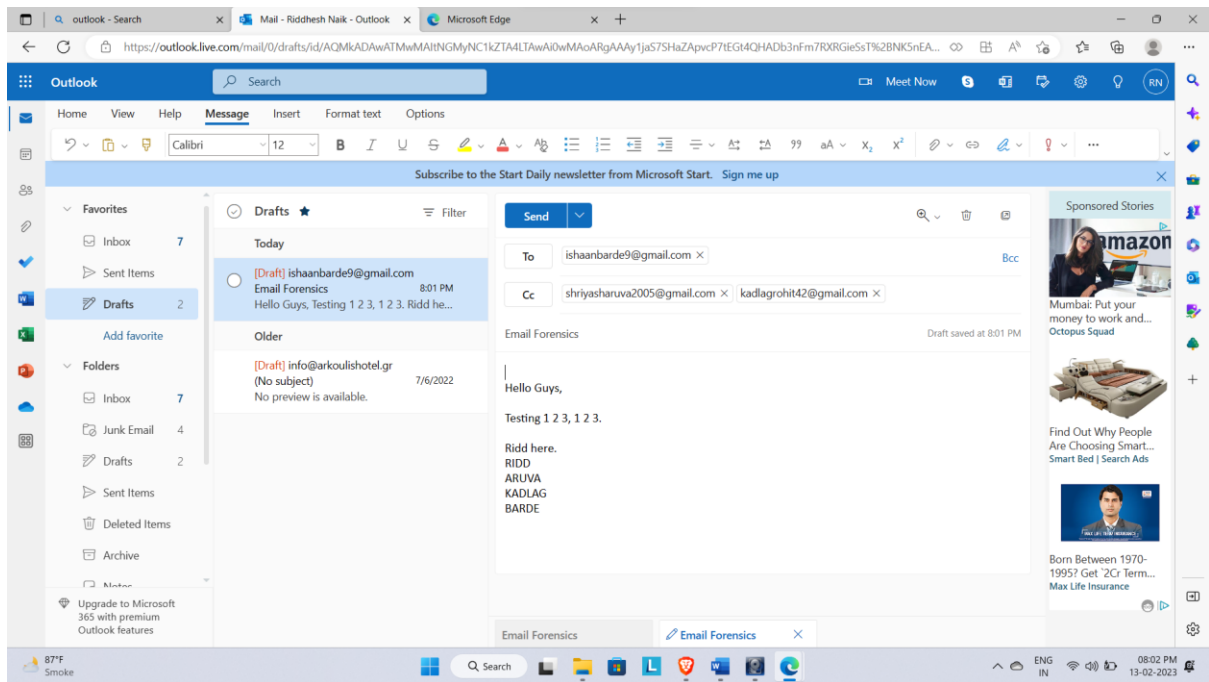 outlook - Search
Mail - Riddhesh Naik - Outlook
Microsoft Edge
https://outlook.live.com/mail/0/drafts/id/AQMkADAwATMwMAItNGMyNC1kZTA4LTAwAi0wMAoARgAAAy1jaS7SHaZApvcP7tEGt4QHADb3nFm7RXRGieSsT%2BNK5nEA...
Outlook
Search
Meet Now
RN
Home View Help Message Insert Format text Options
Calibri 12
Subscribe to the Start Daily newsletter from Microsoft Start. Sign me up
Favorites
Inbox 7
Sent Items
Drafts 2
Add favorite
Folders
Inbox 7
Junk Email 4
Drafts 2
Sent Items
Deleted Items
Archive
Notes
Upgrade to Microsoft
365 with premium
Outlook features
Drafts
Filter
Today
[Draft] ishaanbarde9@gmail.com
Email Forensics 8:01 PM
Hello Guys, Testing 1 2 3, 1 2 3. Ridd he...
Older
[Draft] info@arkoulishotel.gr
(No subject) 7/6/2022
No preview is available.
Send
To ishaanbarde9@gmail.com
Bcc
Cc shriyasharuva2005@gmail.com kadlagrohit42@gmail.com
Email Forensics
Draft saved at 8:01 PM
Hello Guys,
Testing 1 2 3, 1 2 3.
Ridd here.
RIDD
ARUVA
KADLAG
BARDE
Email Forensics
Email Forensics
Sponsored Stories
amazon
Mumbai: Put your
money to work and...
Octopus Squad
Find Out Why People
Are Choosing Smart...
Smart Bed | Search Ads
Born Between 1970-
1995? Get `2Cr Term...
Max Life Insurance
87°F
Smoke
Search
ENG
IN
08:02 PM
13-02-2023